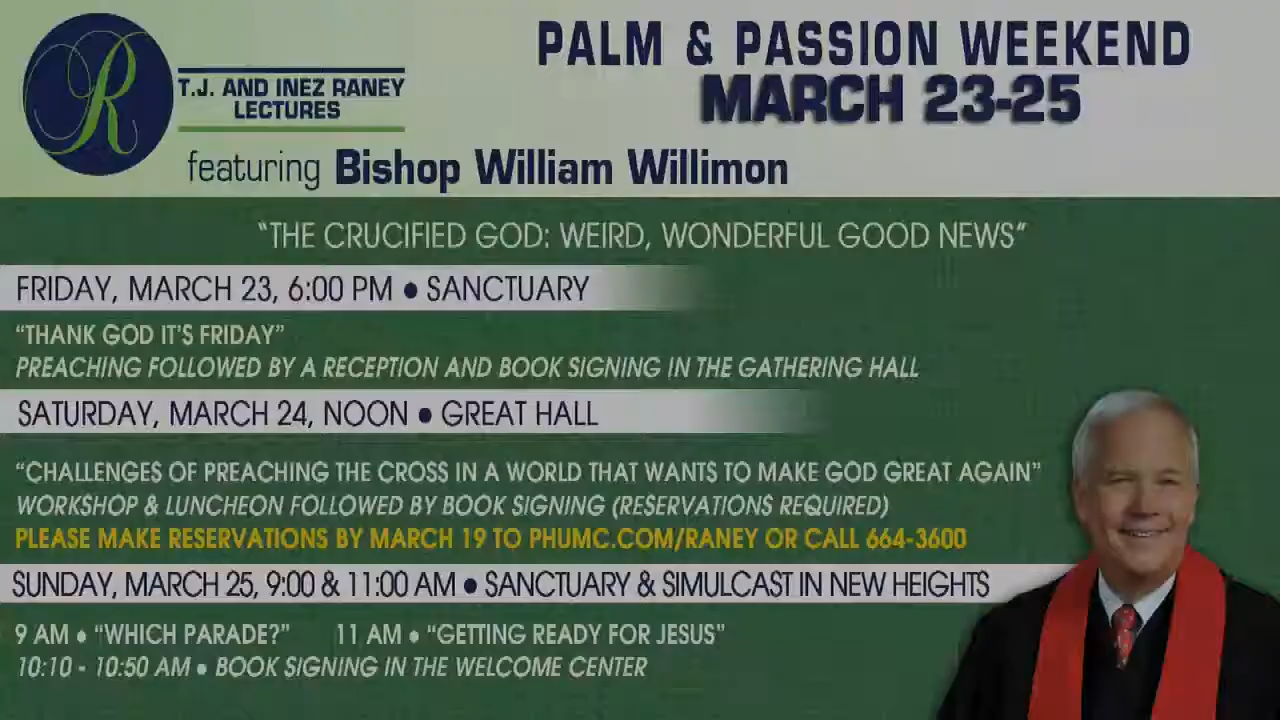 R
T.J. AND INEZ RANEY
LECTURES
PALM & PASSION WEEKEND
MARCH 23-25
featuring Bishop William Willimon
“THE CRUCIFIED GOD: WEIRD, WONDERFUL GOOD NEWS”
FRIDAY, MARCH 23, 6:00 PM • SANCTUARY
“THANK GOD IT’S FRIDAY”
PREACHING FOLLOWED BY A RECEPTION AND BOOK SIGNING IN THE GATHERING HALL
SATURDAY, MARCH 24, NOON • GREAT HALL
“CHALLENGES OF PREACHING THE CROSS IN A WORLD THAT WANTS TO MAKE GOD GREAT AGAIN”
WORKSHOP & LUNCHEON FOLLOWED BY BOOK SIGNING (RESERVATIONS REQUIRED)
PLEASE MAKE RESERVATIONS BY MARCH 19 TO PHUMC.COM/RANEY OR CALL 664-3600
SUNDAY, MARCH 25, 9:00 & 11:00 AM • SANCTUARY & SIMULCAST IN NEW HEIGHTS
9 AM • “WHICH PARADE?” 11 AM • “GETTING READY FOR JESUS”
10:10 - 10:50 AM • BOOK SIGNING IN THE WELCOME CENTER